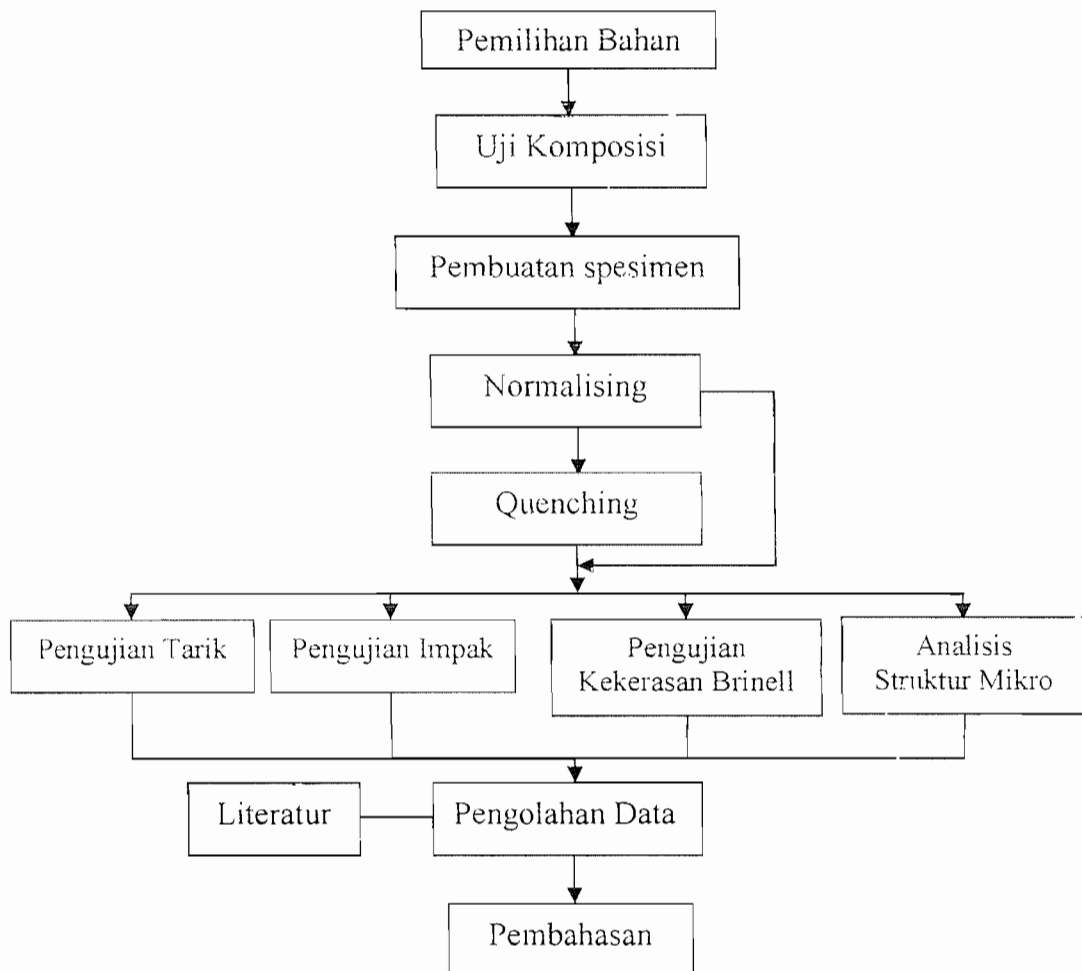 Pemilihan Bahan
Uji Komposisi
Pembuatan spesimen
Normalising
Quenching
Pengujian Tarik
Pengujian Impak
Pengujian
Kekerasan Brinell
Analisis
Struktur Mikro
Literatur
Pengolahan Data
Pembahasan